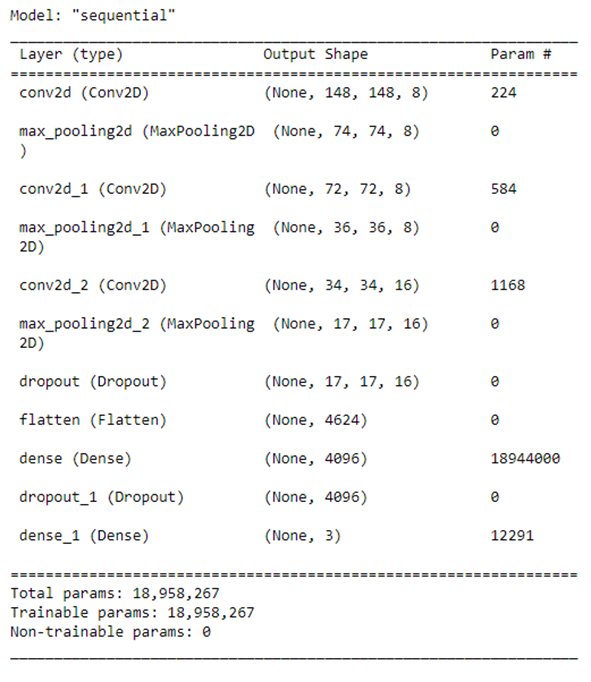 Model: "sequential"
Layer (type) Output Shape Param #
conv2d (Conv2D) (None, 148, 148, 8) 224
max_pooling2d (MaxPooling2D (None, 74, 74, 8) 0
)
conv2d_1 (Conv2D) (None, 72, 72, 8) 584
max_pooling2d_1 (MaxPooling (None, 36, 36, 8) 0
2D)
conv2d_2 (Conv2D) (None, 34, 34, 16) 1168
max_pooling2d_2 (MaxPooling (None, 17, 17, 16) 0
2D)
dropout (Dropout) (None, 17, 17, 16) 0
flatten (Flatten) (None, 4624) 0
dense (Dense) (None, 4096) 18944000
dropout_1 (Dropout) (None, 4096) 0
dense_1 (Dense) (None, 3) 12291
Total params: 18,958,267
Trainable params: 18,958,267
Non-trainable params: 0